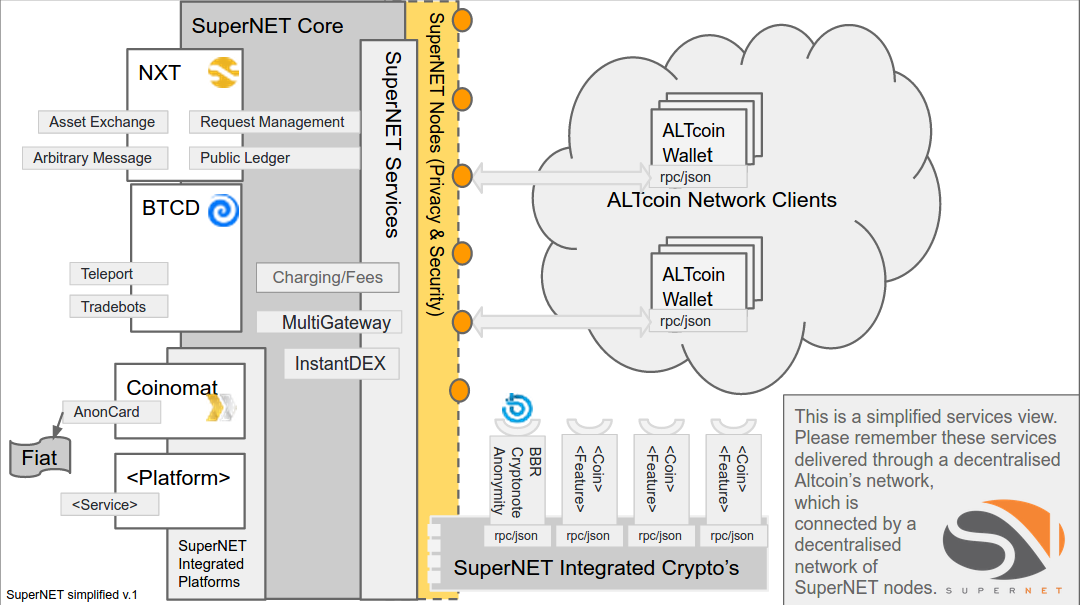 SuperNET Core
NXT
Asset Exchange
Request Management
Arbitrary Message
Public Ledger
BTCD
Teleport
Tradebots
Charging/Fees
MultiGateway
InstantDEX
SuperNET Services
SuperNET Nodes (Privacy & Security)
Coinomat
AnonCard
Fiat
<Platform>
<Service>
SuperNET
Integrated
Platforms
SuperNET simplified v.1
ALTcoin
Wallet
rpc/json
ALTcoin Network Clients
ALTcoin
Wallet
rpc/json
BBR
Cryptonote
Anonymity
rpc/json
<Coin>
<Feature>
rpc/json
<Coin>
<Feature>
rpc/json
<Coin>
<Feature>
rpc/json
SuperNET Integrated Crypto’s
This is a simplified services view.
Please remember these services
delivered through a decentralised
Altcoin’s network,
which is
connected by a
decentralised
network of
SuperNET nodes.
SUPERNET